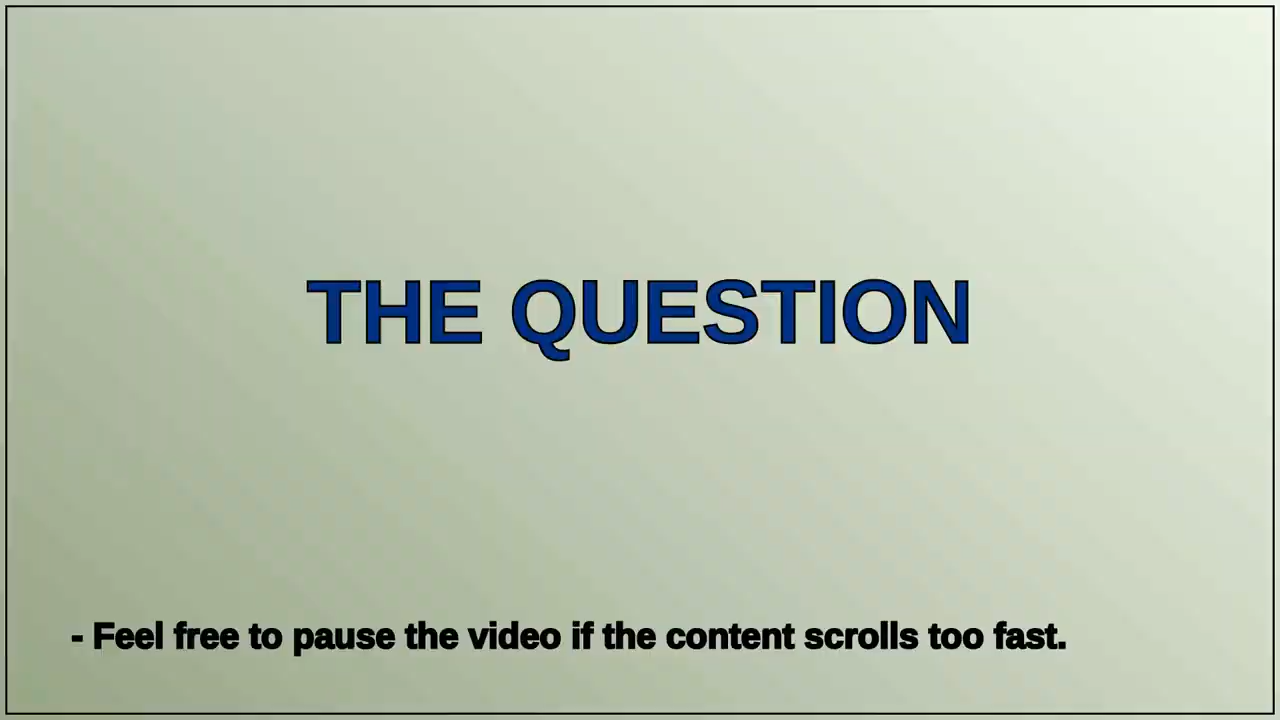 THE QUESTION
- Feel free to pause the video if the content scrolls too fast.